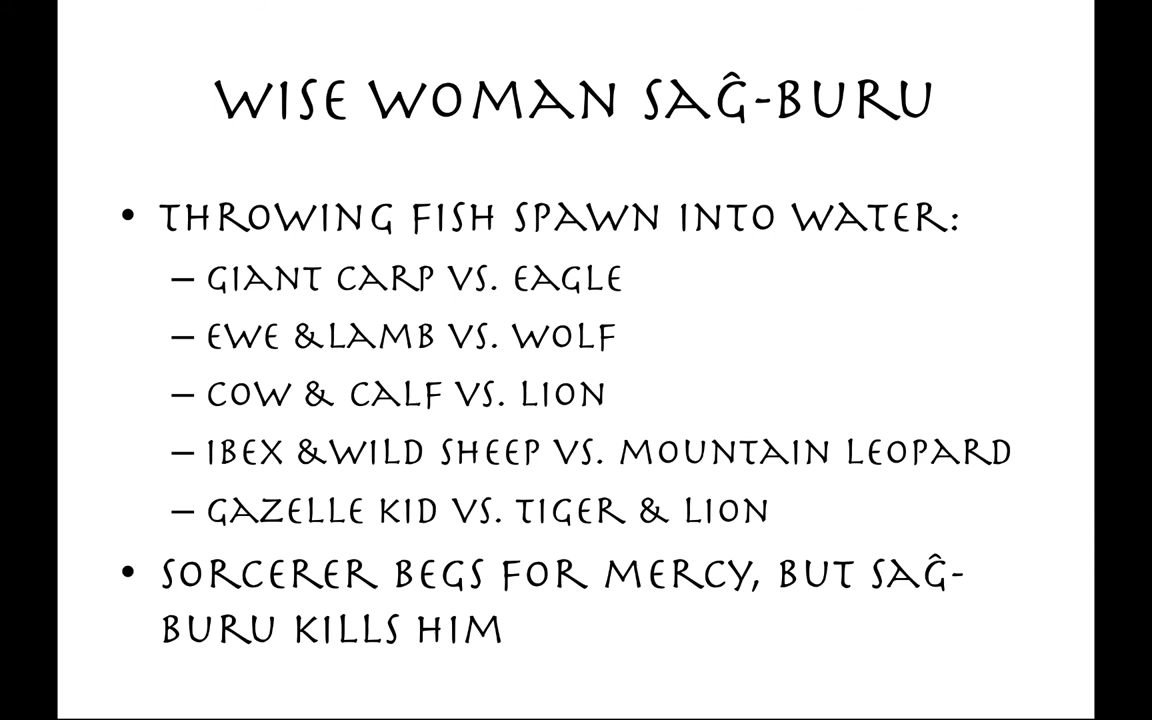 WISE WOMAN SAĜ-BURU
• THROWING FISH SPAWN INTO WATER:
– GIANT CARP VS. EAGLE
– EWE &LAMB VS. WOLF
– COW & CALF VS. LION
– IBEX &WILD SHEEP VS. MOUNTAIN LEOPARD
– GAZELLE KID VS. TIGER & LION
• SORCERER BEGS FOR MERCY, BUT SAĜ-
BURU KILLS HIM